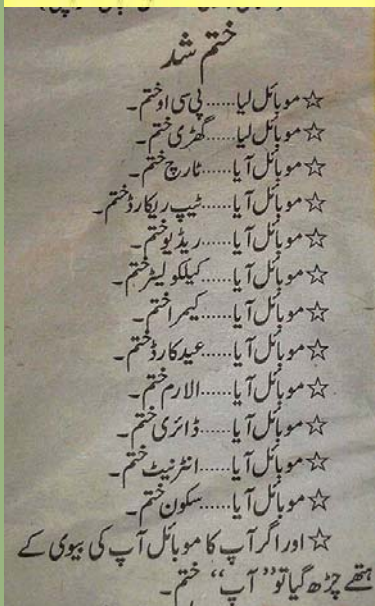 ختم شد
☆ موبائل لیا......پی سی او ختم۔
☆ موبائل لیا......گھڑی ختم۔
☆ موبائل آیا......ٹارچ ختم۔
☆ موبائل آیا......ٹیپ ریکارڈ ختم۔
☆ موبائل آیا......ریڈیو ختم۔
☆ موبائل آیا......کیلکولیٹر ختم۔
☆ موبائل آیا......کیمرا ختم۔
☆ موبائل آیا......عید کارڈ ختم۔
☆ موبائل آیا......الارم ختم۔
☆ موبائل آیا......ڈائری ختم۔
☆ موبائل آیا......انٹرنیٹ ختم۔
☆ موبائل آیا......سکون ختم۔
☆ اور اگر آپ کا موبائل آپ کی بیوی کے
ہتھے چڑھ گیا تو ”آپ“ ختم۔